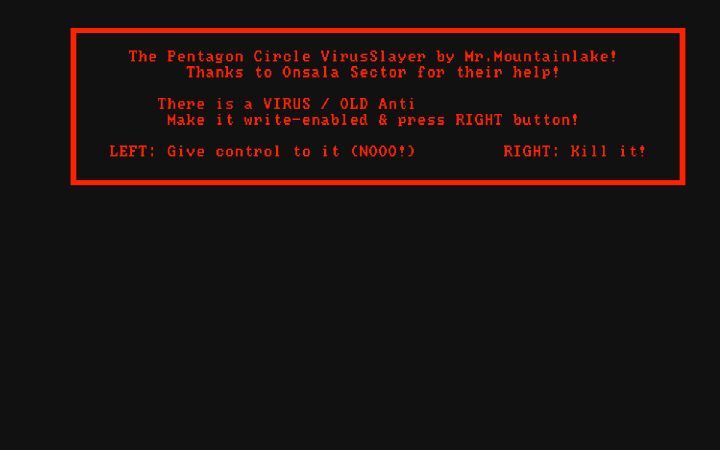 The Pentagon Circle VirusSlayer by Mr.Mountainlake!
Thanks to Onsala Sector for their help!
There is a VIRUS / OLD Anti
Make it write-enabled & press RIGHT button!
LEFT: Give control to it (NOOO!) RIGHT: Kill it!